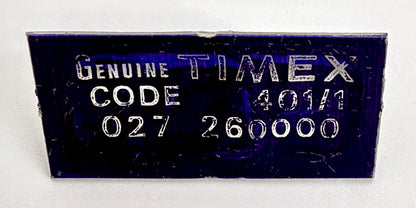 GENUINE TIMEX
CODE 401/1
027 260000